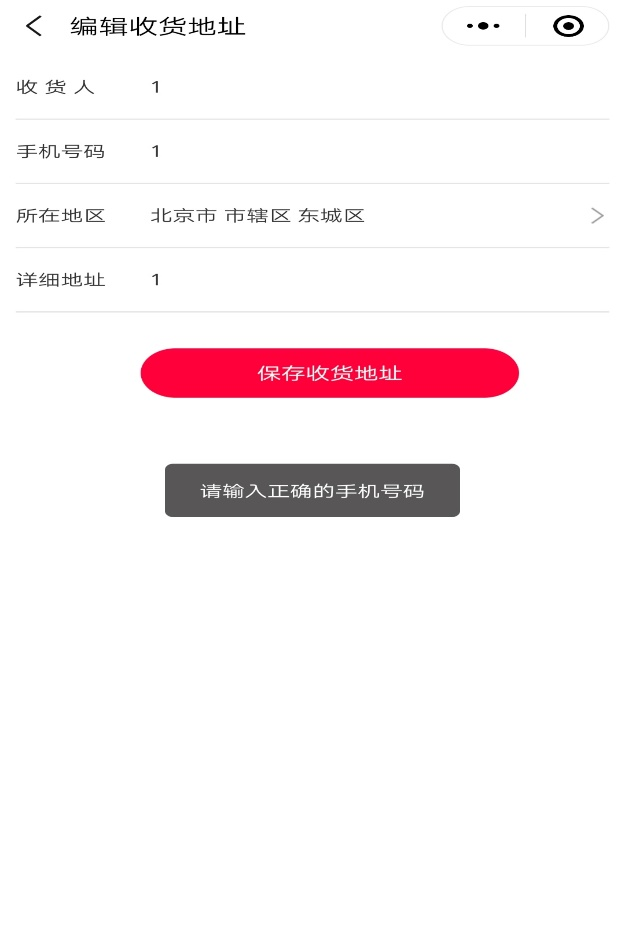 编辑收货地址
收 货 人 1
手机号码 1
所在地区 北京市 市辖区 东城区
详细地址 1
保存收货地址
请输入正确的手机号码